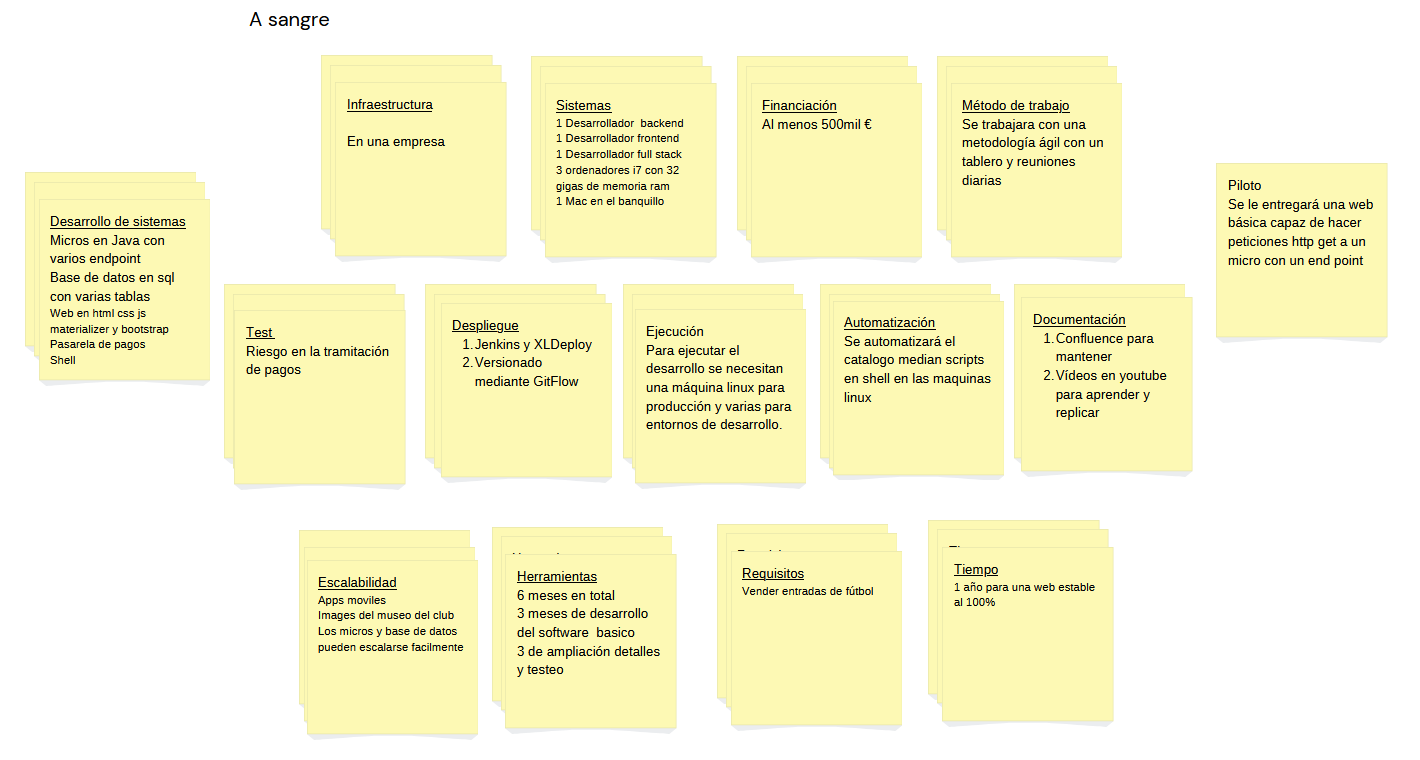 A sangre
Infraestructura
En una empresa
Sistemas
1 Desarrollador backend
1 Desarrollador frontend
1 Desarrollador full stack
3 ordenadores i7 con 32
gigas de memoria ram
1 Mac en el banquillo
Financiación
Al menos 500mil €
Método de trabajo
Se trabajara con una
metodología ágil con un
tablero y reuniones
diarias
Piloto
Se le entregará una web
básica capaz de hacer
peticiones http get a un
micro con un end point
Desarrollo de sistemas
Micros en Java con
varios endpoint
Base de datos en sql
con varias tablas
Web en html css js
materializer y bootstrap
Pasarela de pagos
Shell
Test
Riesgo en la tramitación
de pagos
Despliegue
1. Jenkins y XLDeploy
2. Versionado
mediante GitFlow
Ejecución
Para ejecutar el
desarrollo se necesitan
una máquina linux para
producción y varias para
entornos de desarrollo.
Automatización
Se automatizará el
catalogo median scripts
en shell en las maquinas
linux
Documentación
1. Confluence para
mantener
2. Vídeos en youtube
para aprender y
replicar
Escalabilidad
Apps moviles
Images del museo del club
Los micros y base de datos
pueden escalarse facilmente
Herramientas
6 meses en total
3 meses de desarrollo
del software basico
3 de ampliación detalles
y testeo
Requisitos
Vender entradas de fútbol
Tiempo
1 año para una web estable
al 100%